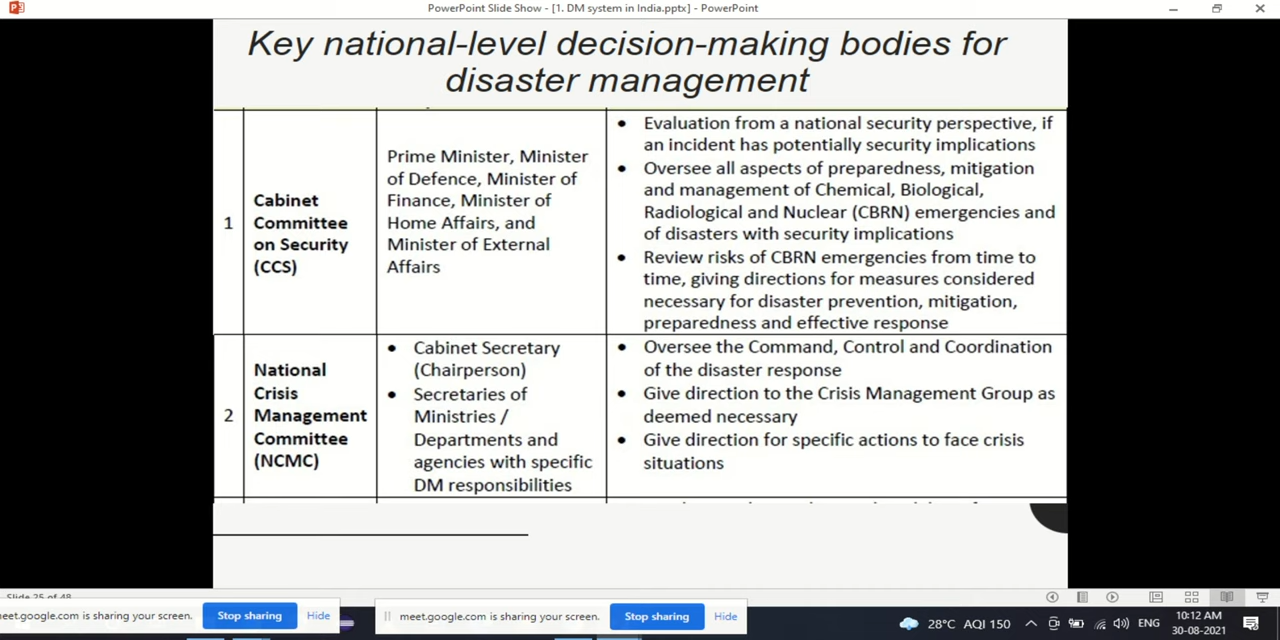 PowerPoint Slide Show - [1. DM system in India.pptx] - PowerPoint
Key national-level decision-making bodies for
disaster management
1
Cabinet
Committee
on Security
(CCS)
Prime Minister, Minister
of Defence, Minister of
Finance, Minister of
Home Affairs, and
Minister of External
Affairs
• Evaluation from a national security perspective, if
an incident has potentially security implications
• Oversee all aspects of preparedness, mitigation
and management of Chemical, Biological,
Radiological and Nuclear (CBRN) emergencies and
of disasters with security implications
• Review risks of CBRN emergencies from time to
time, giving directions for measures considered
necessary for disaster prevention, mitigation,
preparedness and effective response
2
National
Crisis
Management
Committee
(NCMC)
• Cabinet Secretary
(Chairperson)
• Secretaries of
Ministries /
Departments and
agencies with specific
DM responsibilities
• Oversee the Command, Control and Coordination
of the disaster response
• Give direction to the Crisis Management Group as
deemed necessary
• Give direction for specific actions to face crisis
situations
Slide 25 of 48
meet.google.com is sharing your screen.
Stop sharing
Hide
meet.google.com is sharing your screen.
Stop sharing
Hide
28°C AQI 150
ENG
10:12 AM
30-08-2021